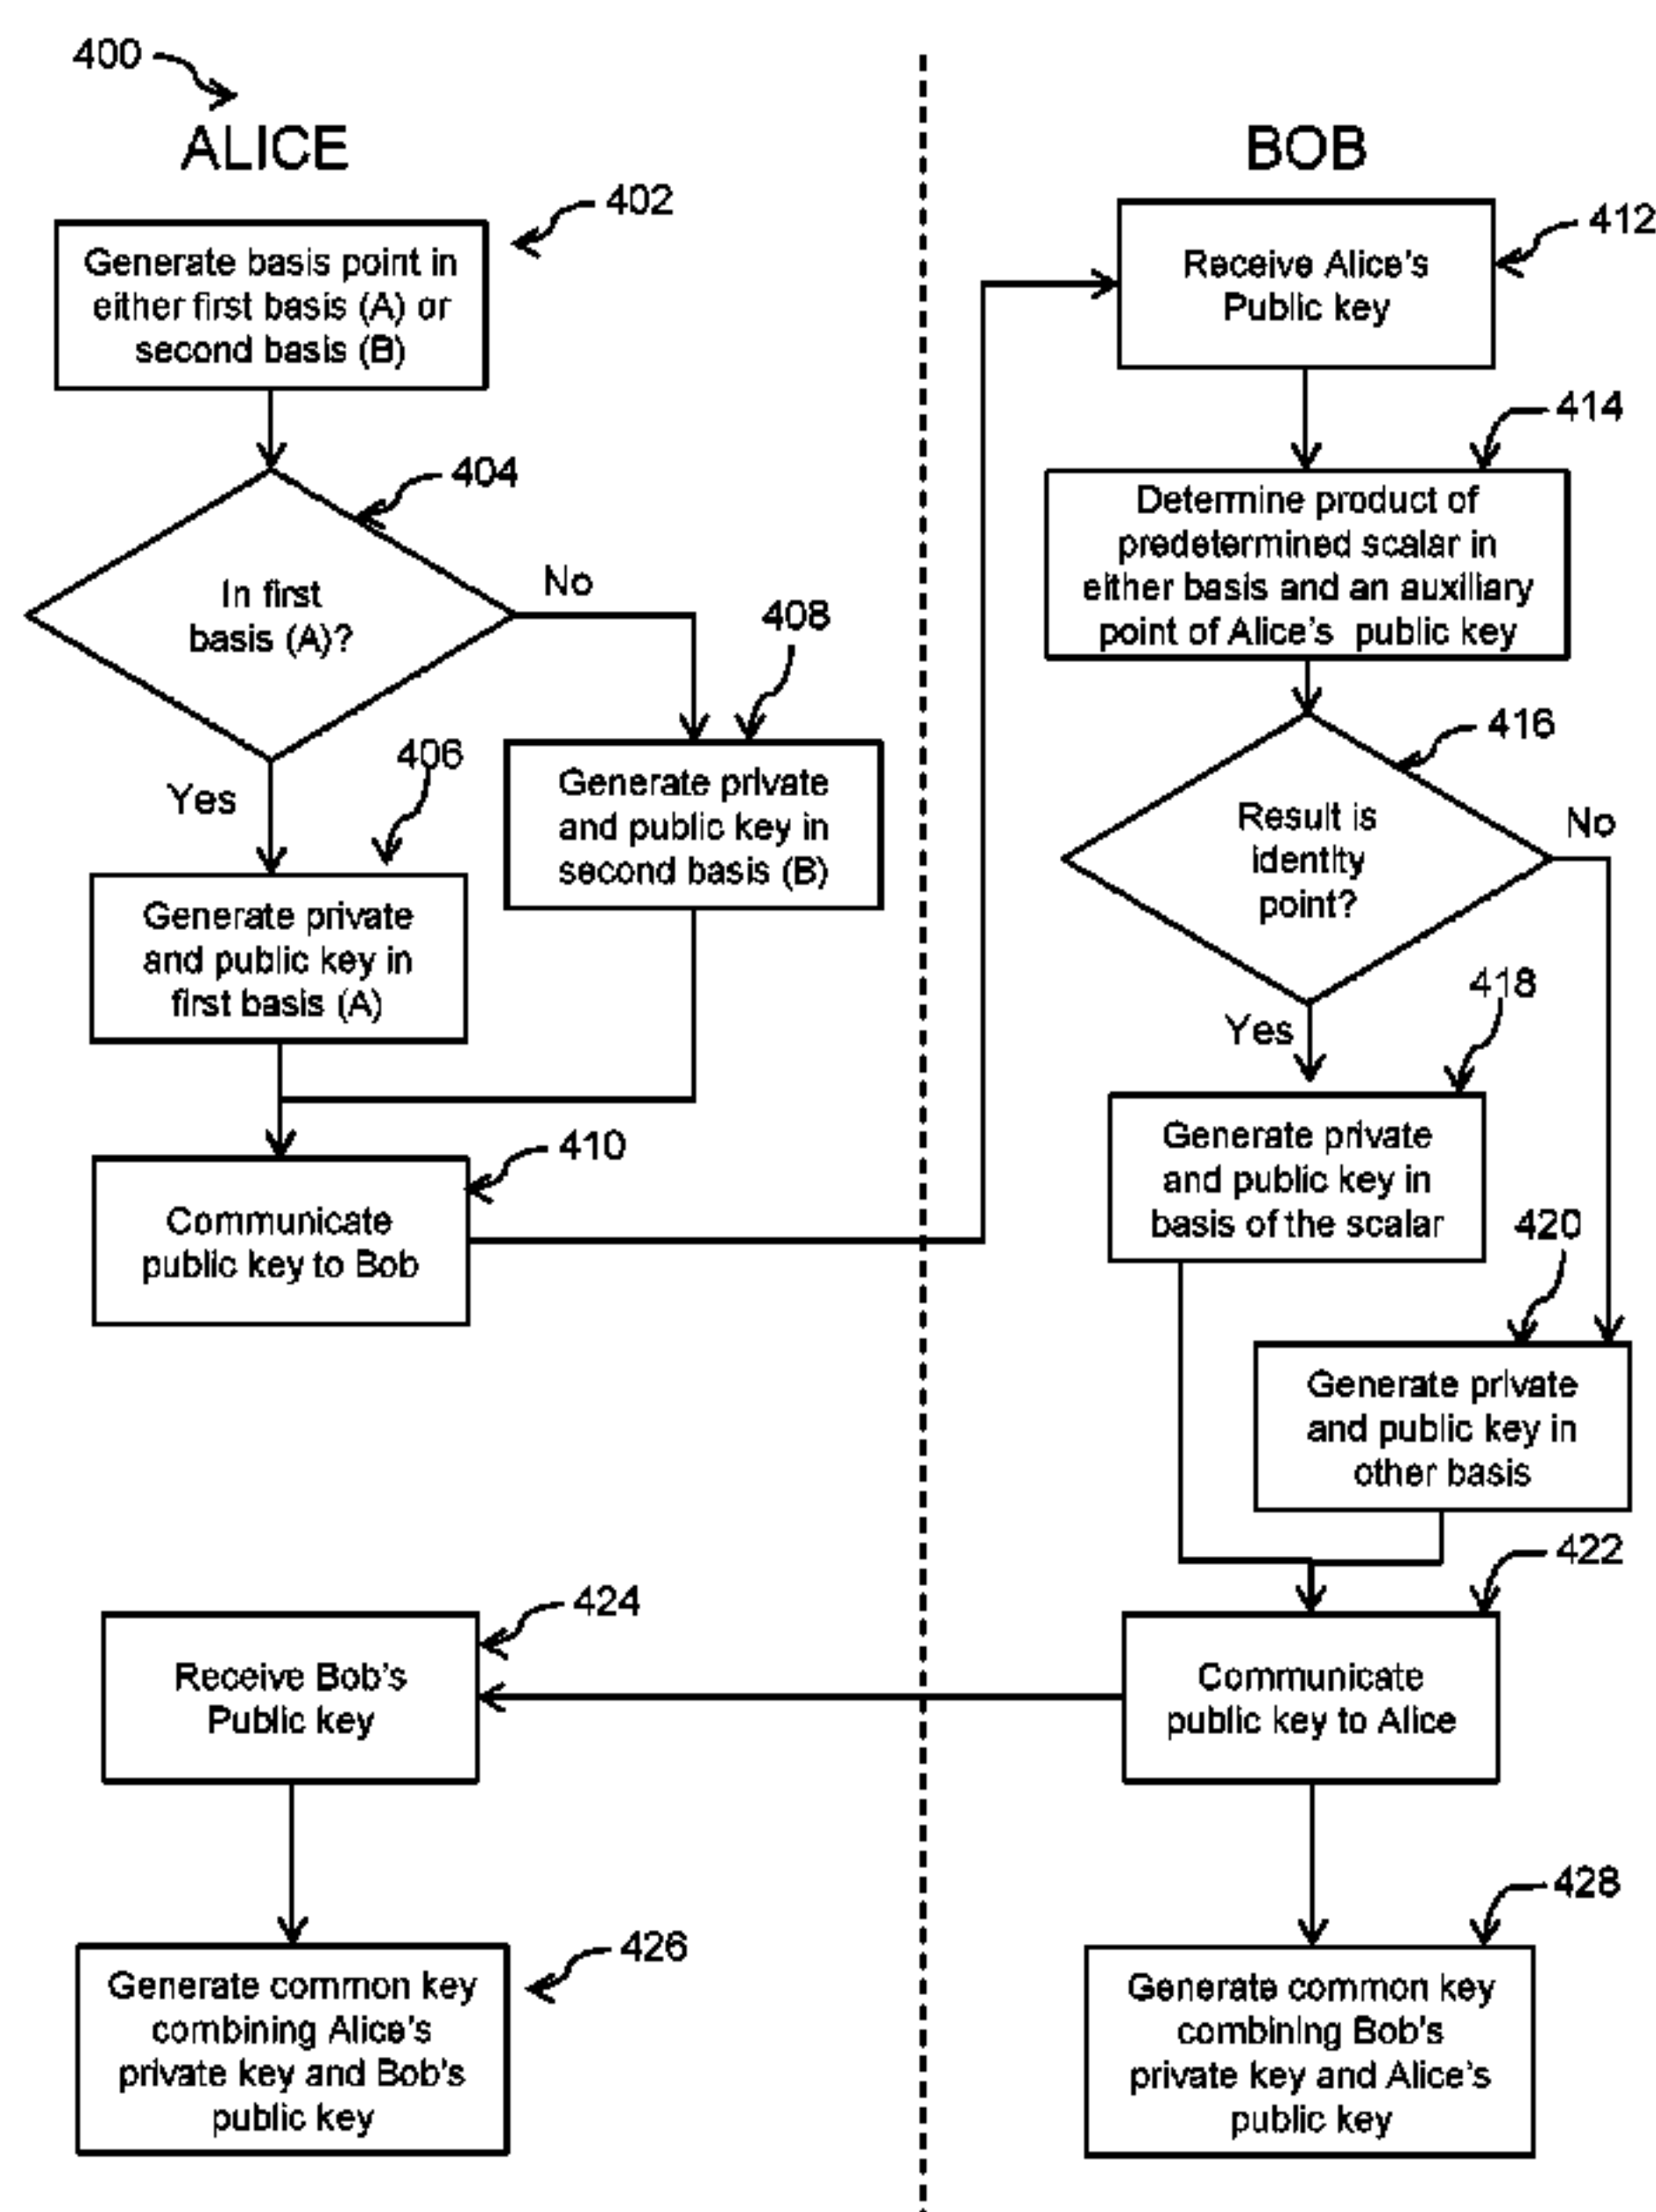 400
ALICE
402
Generate basis point in
either first basis (A) or
second basis (B)
404
In first
basis (A)?
No
408
Yes
406
Generate private
and public key in
second basis (B)
Generate private
and public key in
first basis (A)
410
Communicate
public key to Bob
BOB
412
Receive Alice's
Public key
414
Determine product of
predetermined scalar in
either basis and an auxiliary
point of Alice's public key
416
Result is
identity
point?
No
Yes
418
Generate private
and public key in
basis of the scalar
420
Generate private
and public key in
other basis
422
Communicate
public key to Alice
424
Receive Bob's
Public key
426
Generate common key
combining Alice's
private key and Bob's
public key
428
Generate common key
combining Bob's
private key and Alice's
public key